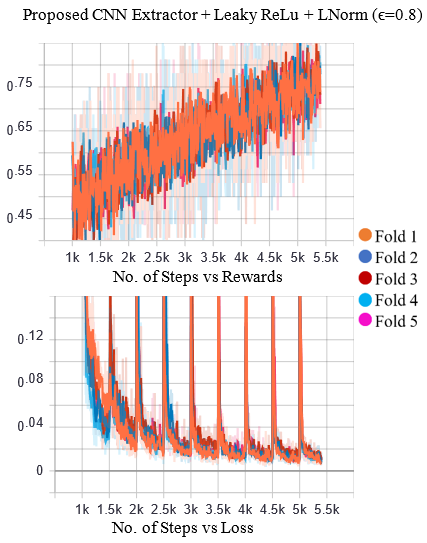 Proposed CNN Extractor + Leaky ReLu + LNorm (ϵ=0.8)
0.75
0.65
0.55
0.45
1k 1.5k 2k 2.5k 3k 3.5k 4k 4.5k 5k 5.5k
No. of Steps vs Rewards
Fold 1
Fold 2
Fold 3
Fold 4
Fold 5
0.12
0.08
0.04
0
1k 1.5k 2k 2.5k 3k 3.5k 4k 4.5k 5k 5.5k
No. of Steps vs Loss